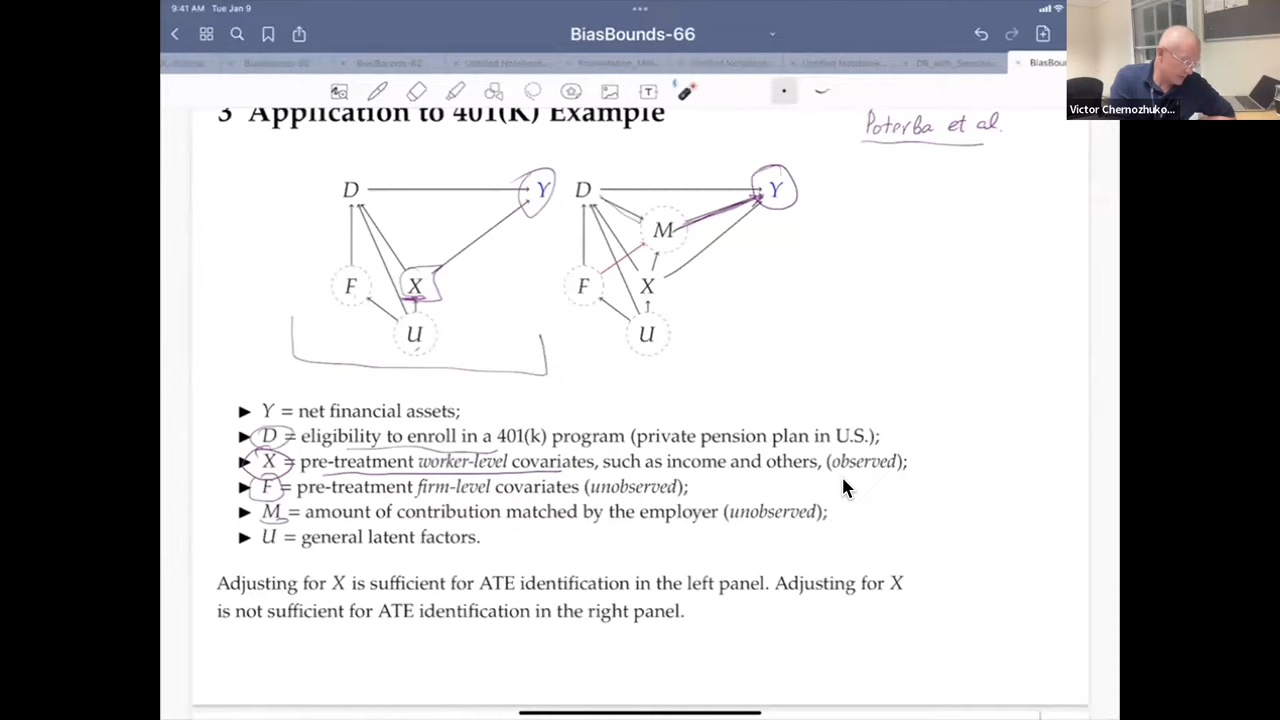 9:41 AM Tue Jan 9
BiasBounds-66
BiasBounds-62
DB_with_Sensitiv...
BiasBoun
Victor Chernozhuko...
3 Application to 401(K) Example
Poterba et al.
D Y D Y
M
F X F X
U U
► Y = net financial assets;
► D = eligibility to enroll in a 401(k) program (private pension plan in U.S.);
► X = pre-treatment worker-level covariates, such as income and others, (observed);
► F = pre-treatment firm-level covariates (unobserved);
► M = amount of contribution matched by the employer (unobserved);
► U = general latent factors.
Adjusting for X is sufficient for ATE identification in the left panel. Adjusting for X
is not sufficient for ATE identification in the right panel.